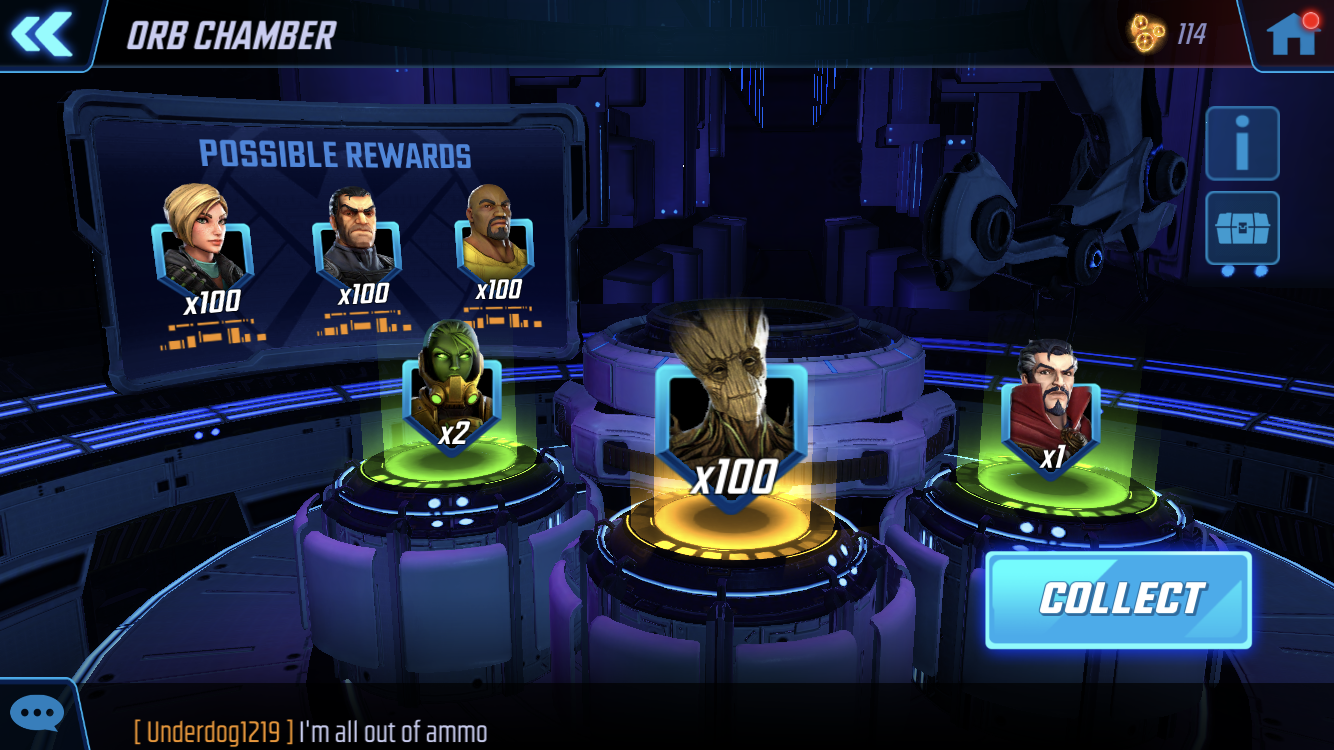 ORB CHAMBER
114
POSSIBLE REWARDS
x100
x100
x100
x2
x100
x1
COLLECT
[ Underdog1219 ] I'm all out of ammo